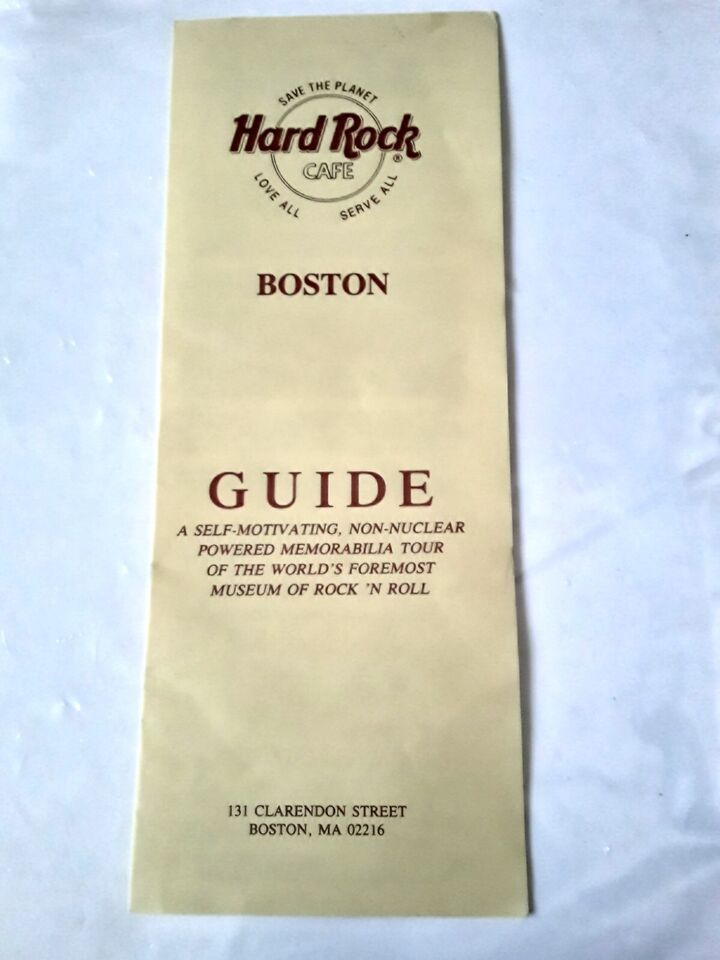 SAVE THE PLANET
Hard Rock
®
CAFE
LOVE ALL SERVE ALL
BOSTON
GUIDE
A SELF-MOTIVATING, NON-NUCLEAR
POWERED MEMORABILIA TOUR
OF THE WORLD'S FOREMOST
MUSEUM OF ROCK 'N ROLL
131 CLARENDON STREET
BOSTON, MA 02216